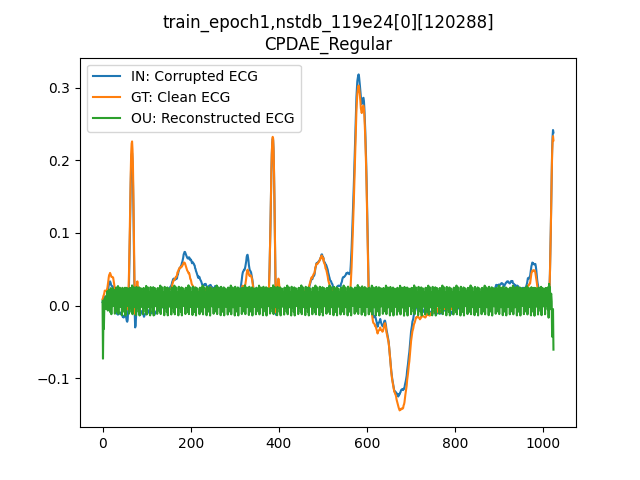 train_epoch1,nstdb_119e24[0][120288]
CPDAE_Regular
IN: Corrupted ECG
GT: Clean ECG
OU: Reconstructed ECG
0.3
0.2
0.1
0.0
−0.1
0
200
400
600
800
1000